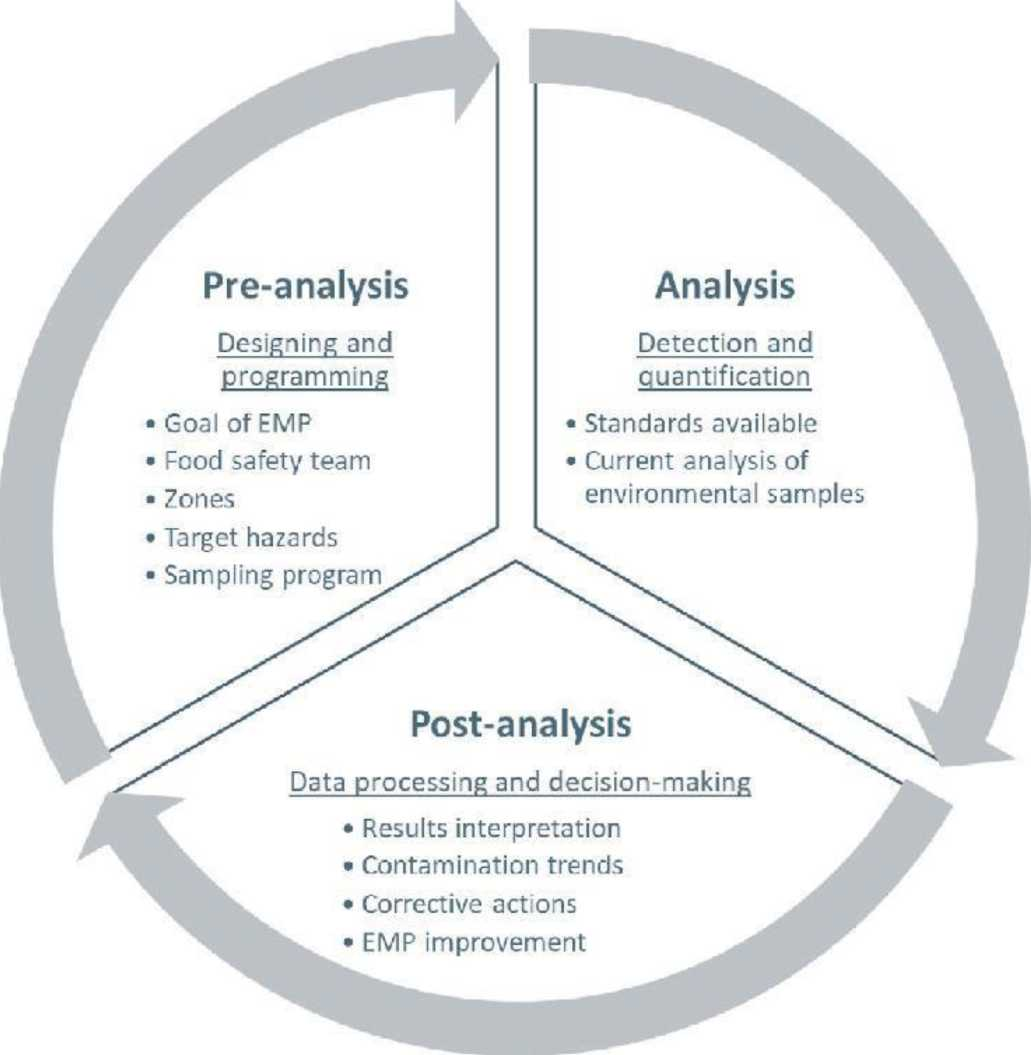 Pre-analysis
Designing and
programming
• Goal of EMP
• Food safety team
• Zones
• Target hazards
• Sampling program
Analysis
Detection and
quantification
• Standards available
• Current analysis of
environmental samples
Post-analysis
Data processing and decision-making
• Results interpretation
• Contamination trends
• Corrective actions
• EMP improvement